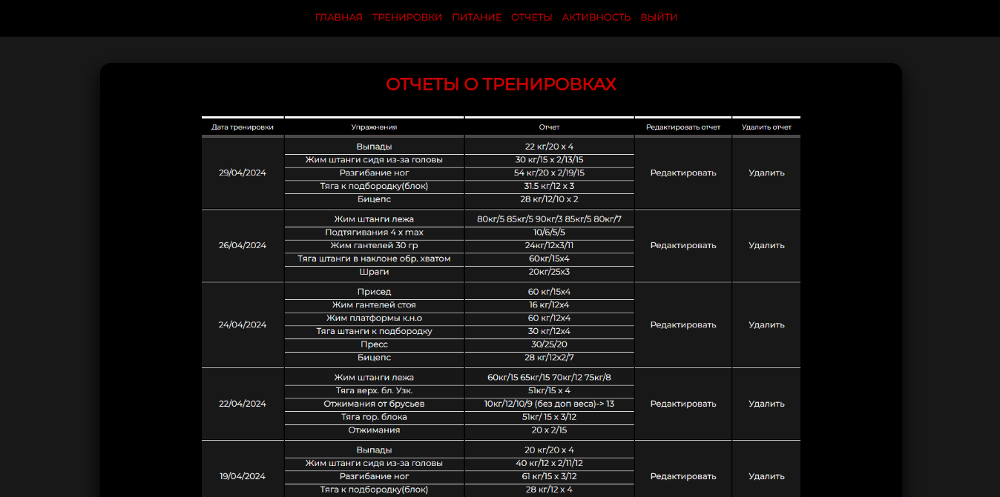 ГЛАВНАЯ ТРЕНИРОВКИ ПИТАНИЕ ОТЧЕТЫ АКТИВНОСТЬ ВЫЙТИ
ОТЧЕТЫ О ТРЕНИРОВКАХ
Дата тренировки Упражнения Отчет Редактировать отчет Удалить отчет
Выпады 22 кг/20 x 4
Жим штанги сидя из-за головы 30 кг/15 x 2/13/15
29/04/2024 Разгибание ног 54 кг/20 x 2/19/15 Редактировать Удалить
Тяга к подбородку(блок) 31.5 кг/12 x 3
Бицепс 28 кг/12/10 x 2
Жим штанги лежа 80кг/5 85кг/5 90кг/3 85кг/5 80кг/7
Подтягивания 4 x max 10/6/5/5
26/04/2024 Жим гантелей 30 гр 24кг/12x3/11 Редактировать Удалить
Тяга штанги в наклоне обр. хватом 60кг/15x4
Шраги 20кг/25x3
Присед 60 кг/15x4
Жим гантелей стоя 16 кг/12x4
Жим платформы к.н.о 60 кг/12x4
24/04/2024 Редактировать Удалить
Тяга штанги к подбородку 30 кг/12x4
Пресс 30/25/20
Бицепс 28 кг/12x2/7
Жим штанги лежа 60кг/15 65кг/15 70кг/12 75кг/8
Тяга верх. бл. Узк. 51кг/15 x 4
22/04/2024 Отжимания от брусьев 10кг/12/10/9 (без доп веса)-> 13 Редактировать Удалить
Тяга гор. блока 51кг/ 15 x 3/12
Отжимания 20 x 2/15
Выпады 20 кг/20 x 4
Жим штанги сидя из-за головы 40 кг/12 x 2/11/12
19/04/2024 Разгибание ног 61 кг/15 x 3/12 Редактировать Удалить
Тяга к подбородку(блок) 28 кг/12 x 4